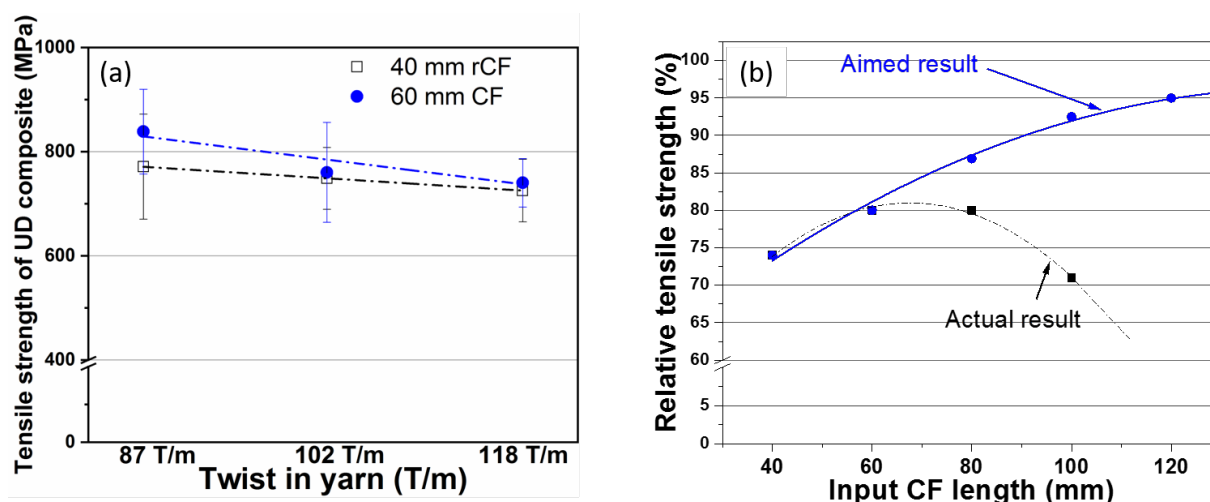 (a)
40 mm rCF
60 mm CF
Tensile strength of UD composite (MPa)
1000
800
600
400
0
87 T/m
102 T/m
118 T/m
Twist in yarn (T/m)
(b)
Aimed result
Actual result
Relative tensile strength (%)
100
95
90
85
80
75
70
65
60
5
0
40
60
80
100
120
Input CF length (mm)